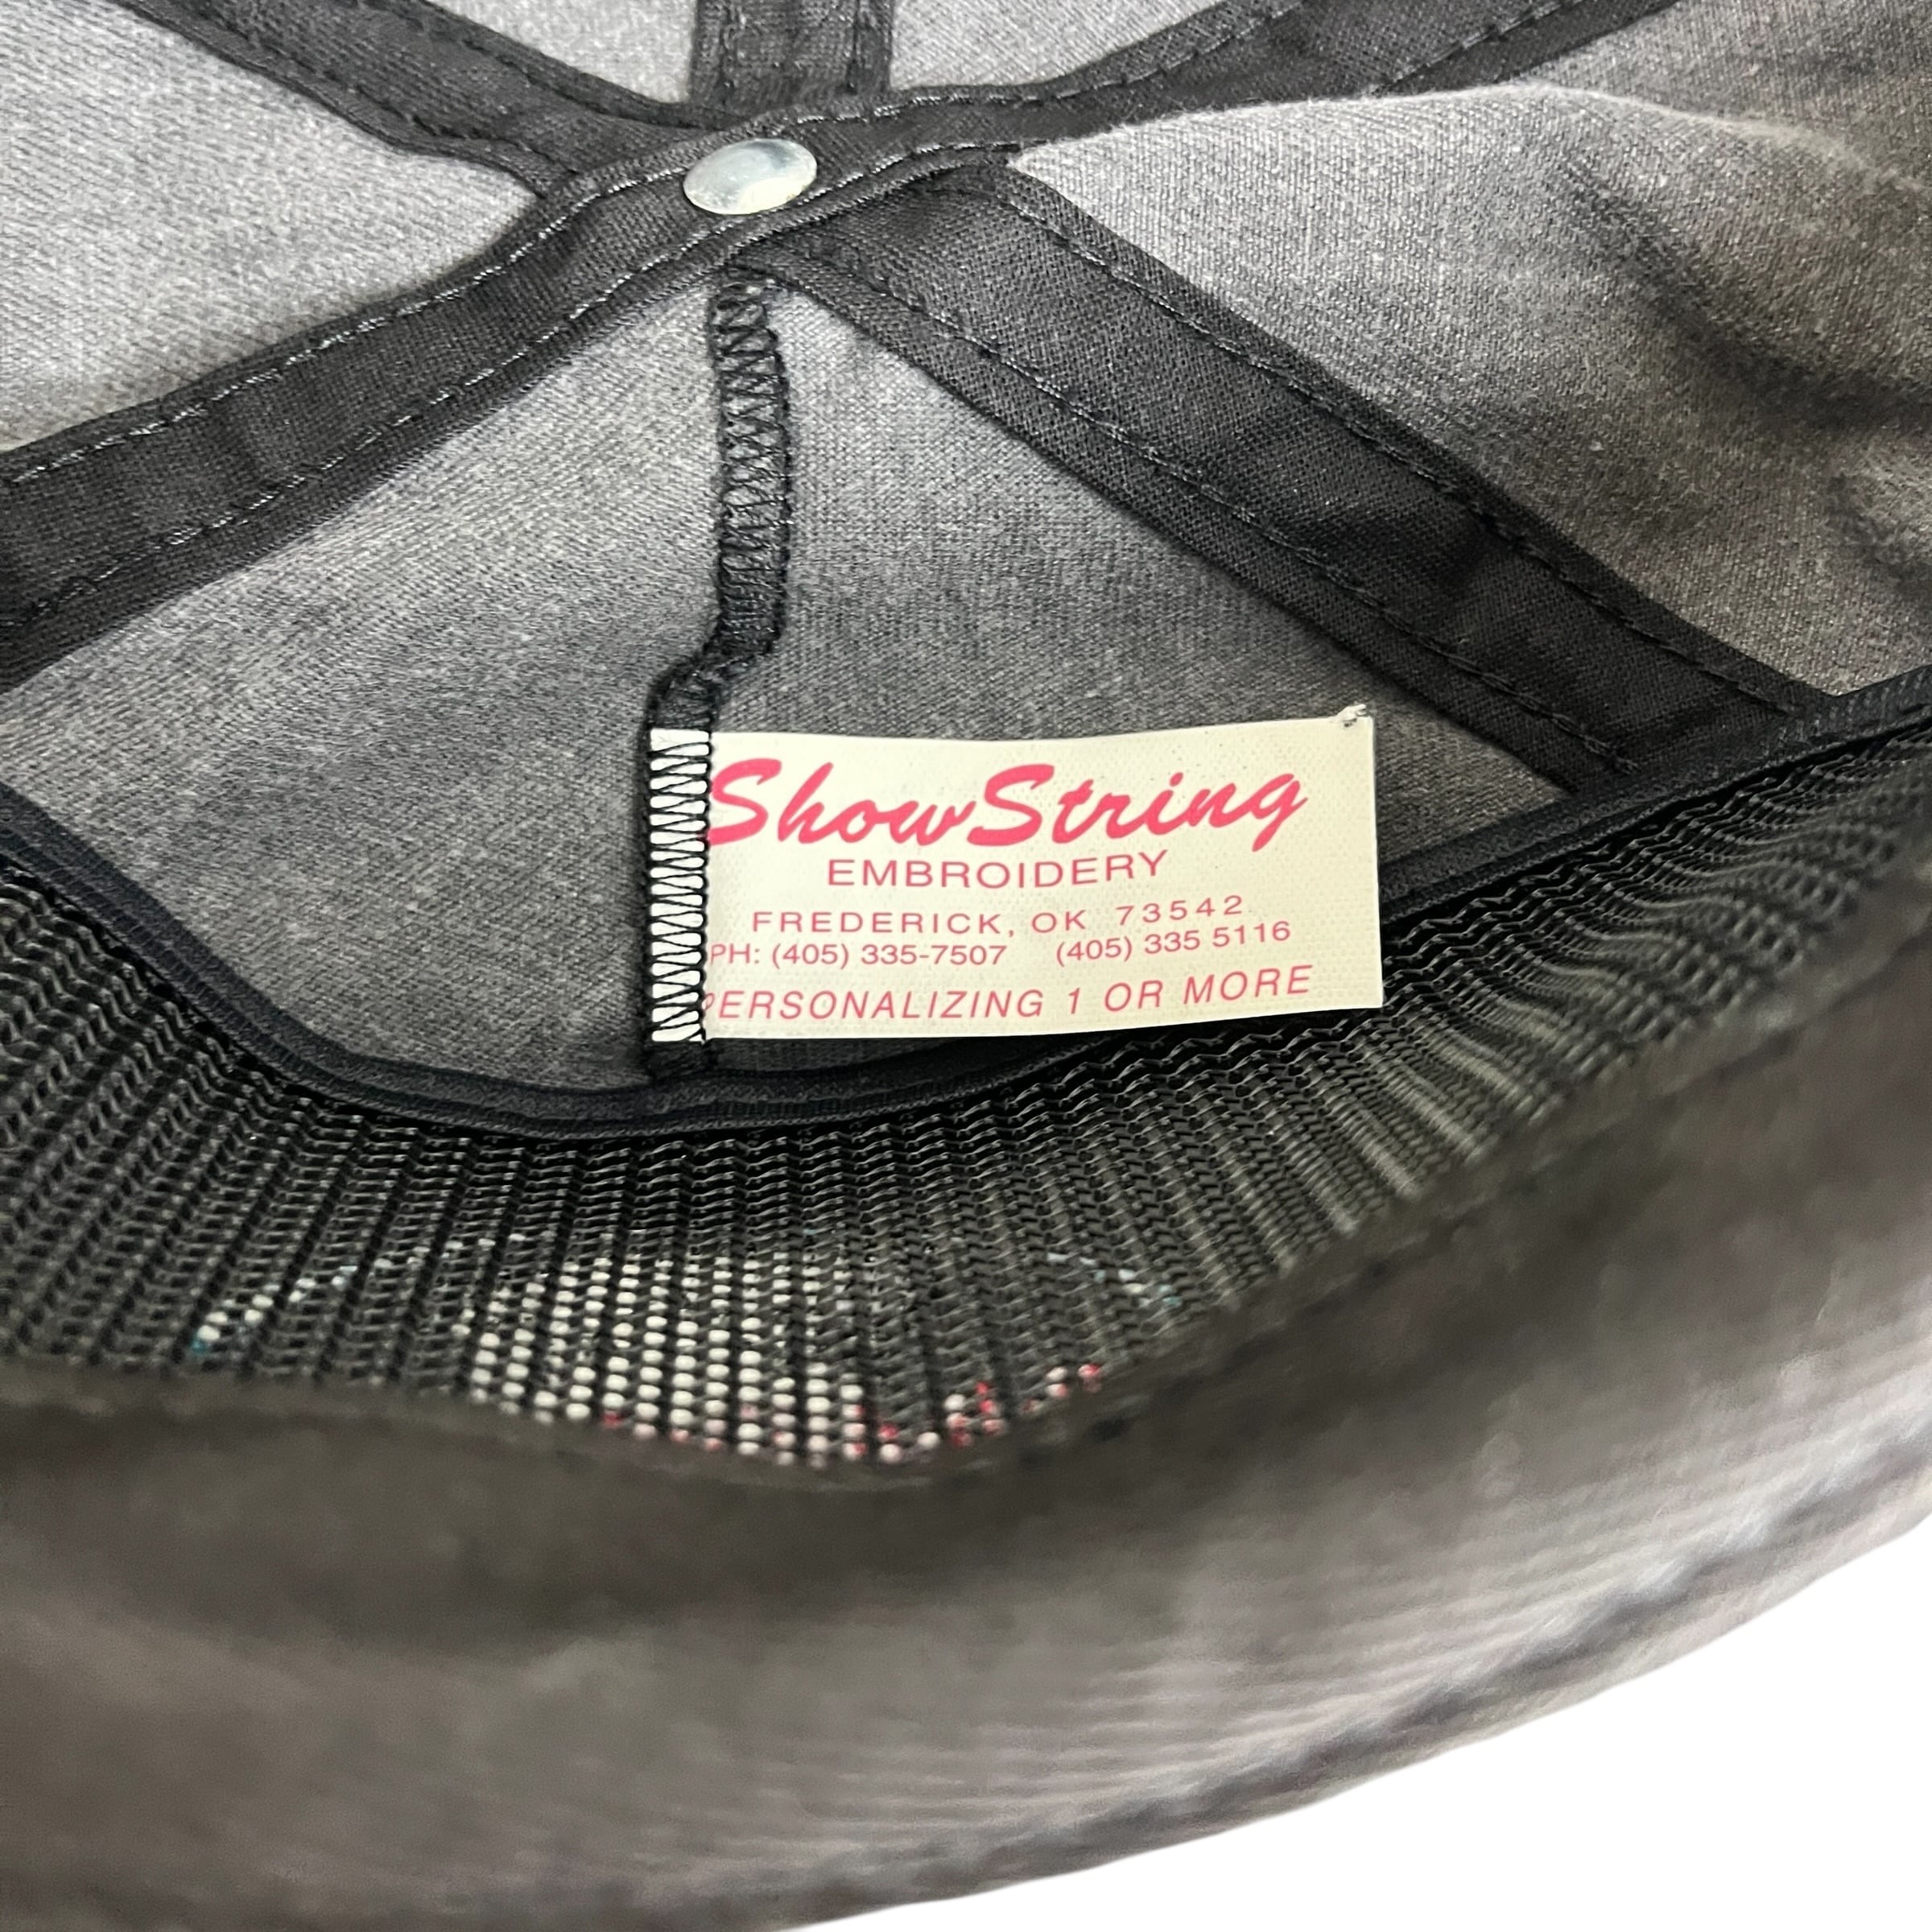 ShowString
EMBROIDERY
FREDERICK, OK 73542
PH: (405) 335-7507 (405) 335 5116
PERSONALIZING 1 OR MORE